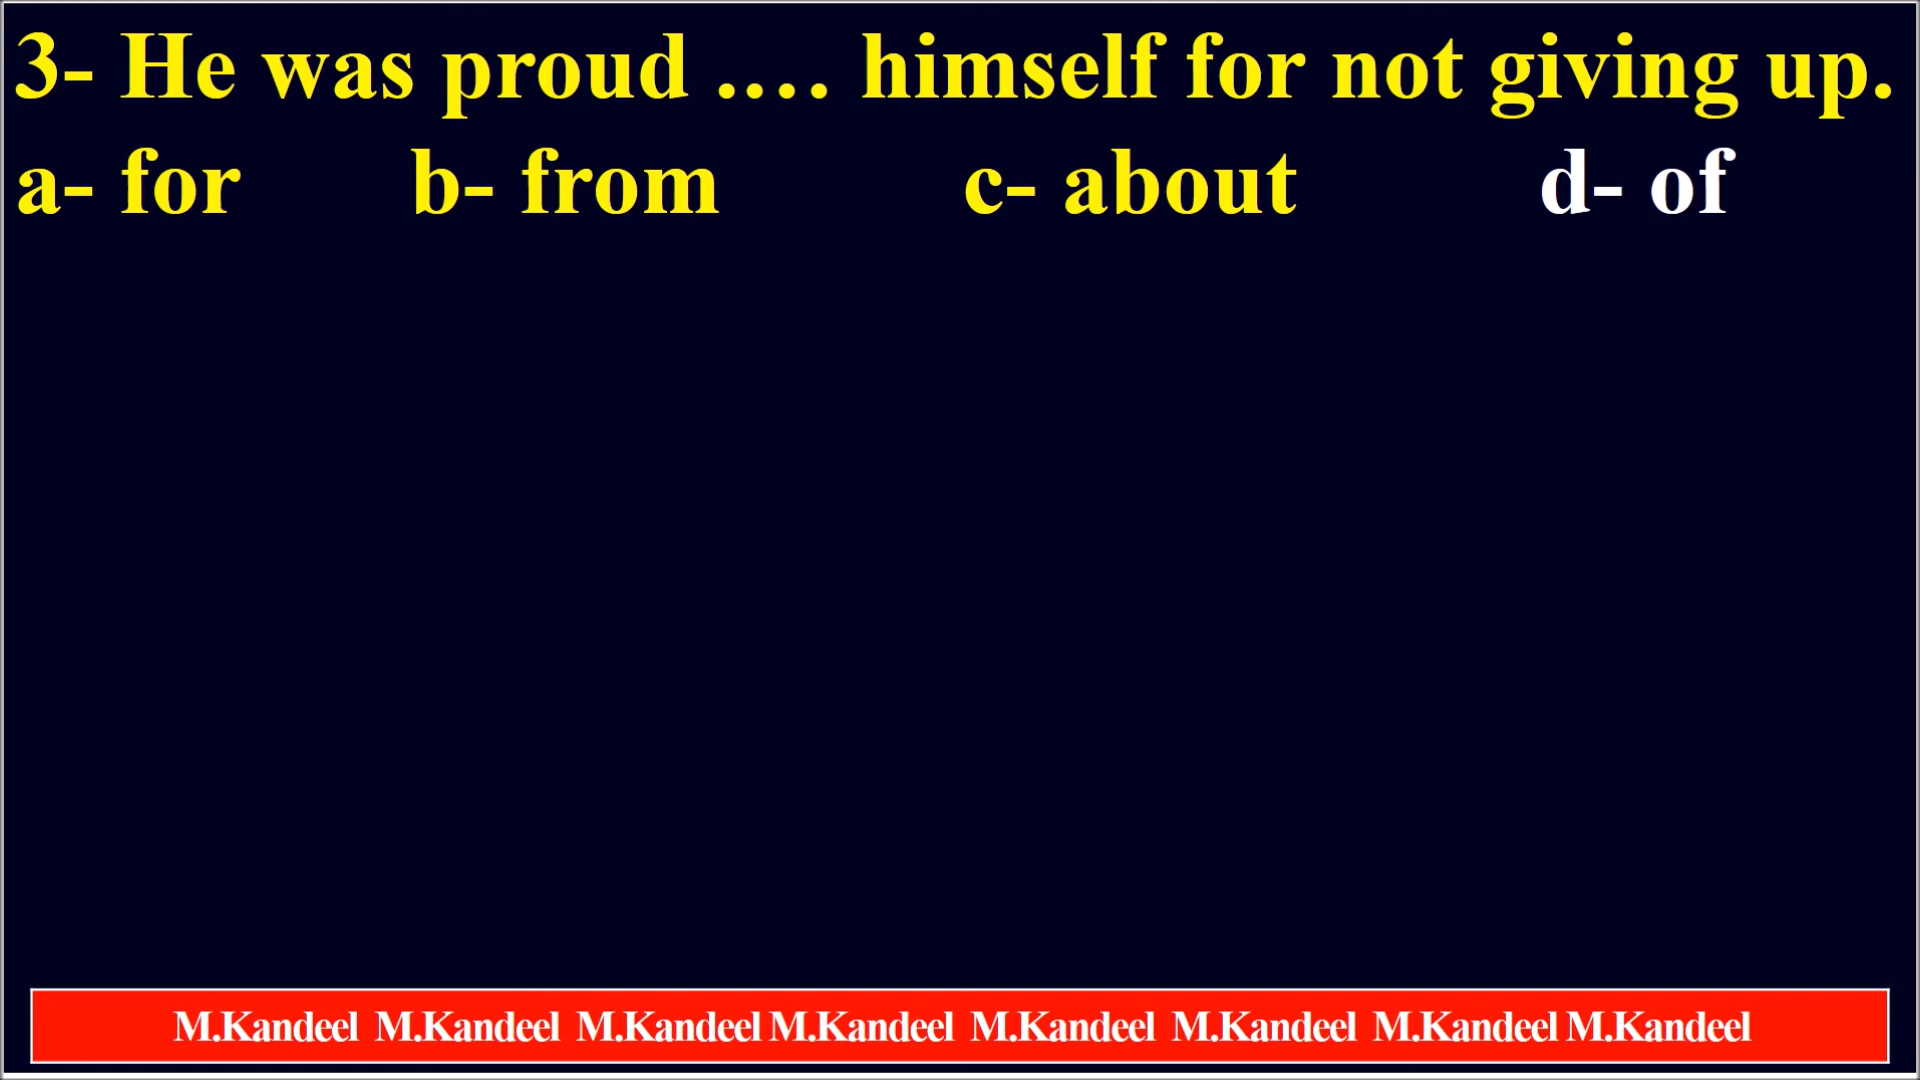 3- He was proud .... himself for not giving up.
a- for b- from c- about d- of
M.Kandeel M.Kandeel M.Kandeel M.Kandeel M.Kandeel M.Kandeel M.Kandeel M.Kandeel